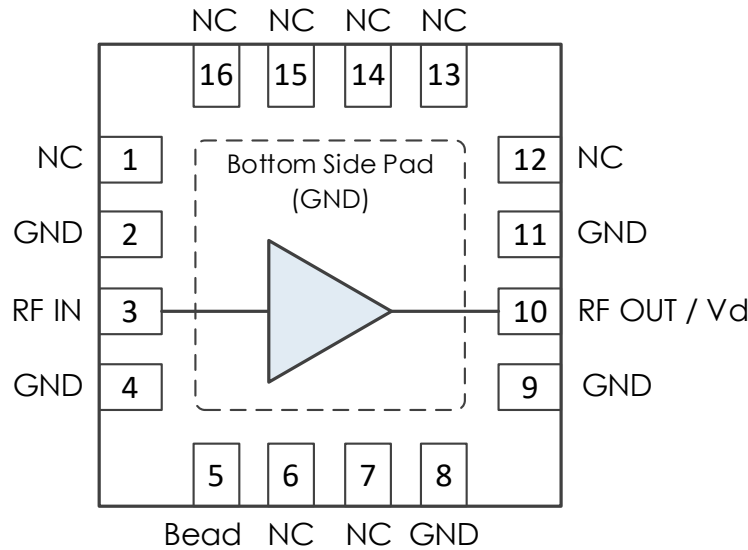 NC NC NC NC
16 15 14 13
NC 1 12 NC
Bottom Side Pad
(GND)
GND 2 11 GND
RF IN 3 10 RF OUT / Vd
GND 4 9 GND
5 6 7 8
Bead NC NC GND